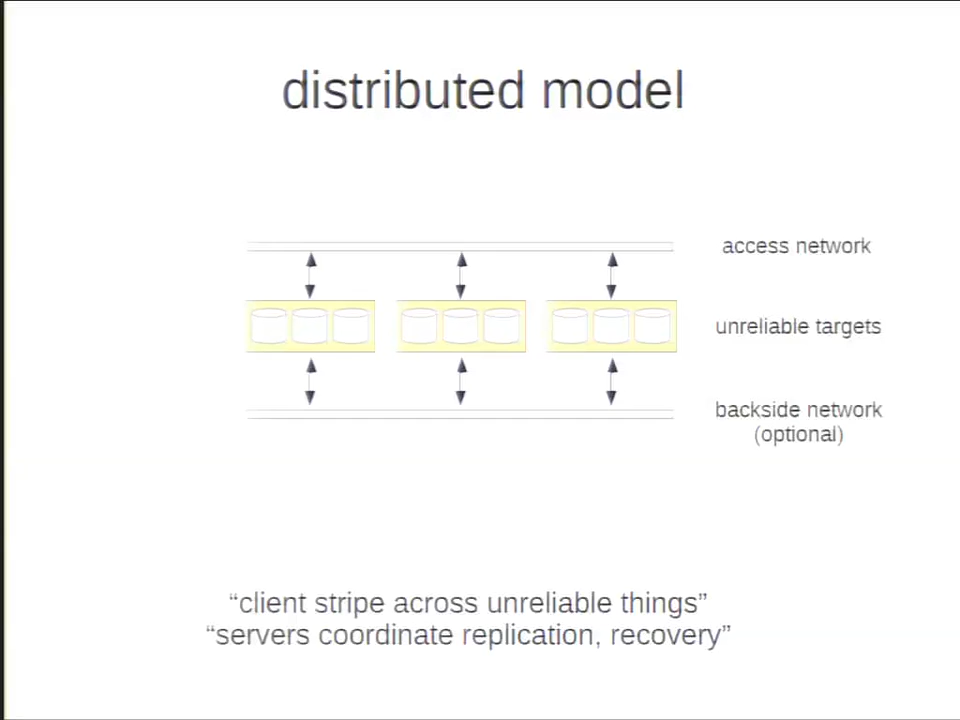 distributed model
access network
unreliable targets
backside network
(optional)
“client stripe across unreliable things”
“servers coordinate replication, recovery”